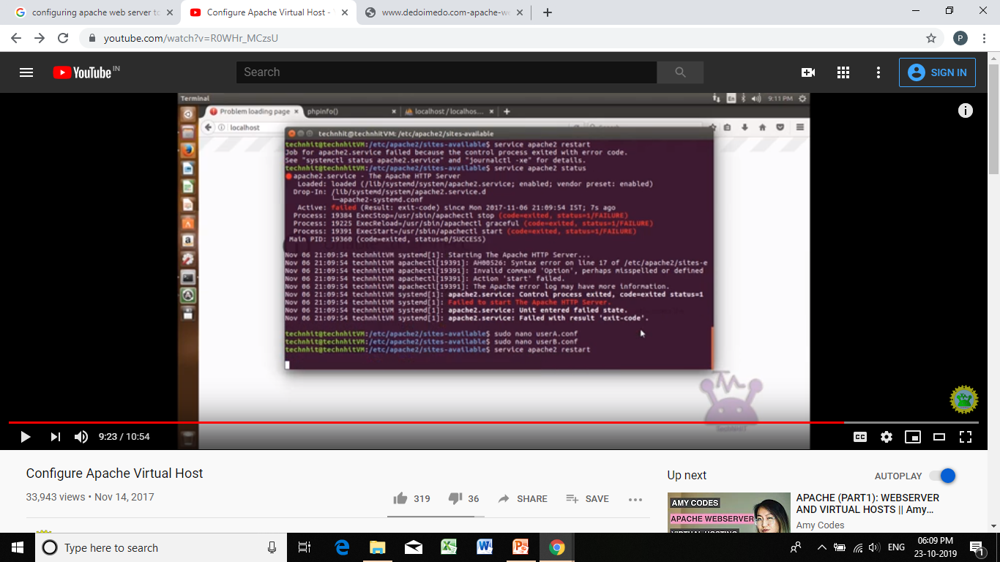 configuring apache web server to
Configure Apache Virtual Host -
www.dedoimedo.com-apache-we
youtube.com/watch?v=R0WHr_MCzsU
P
YouTube IN
Search
SIGN IN
Terminal
En
9:11 PM
Problem loading page
phpinfo()
localhost / localhos...
localhost
Search
technhit@technhitVM: /etc/apache2/sites-available
technhit@technhitVM:/etc/apache2/sites-available$ service apache2 restart
Job for apache2.service failed because the control process exited with error code.
See "systemctl status apache2.service" and "journalctl -xe" for details.
technhit@technhitVM:/etc/apache2/sites-available$ service apache2 status
apache2.service - The Apache HTTP Server
Loaded: loaded (/lib/systemd/system/apache2.service; enabled; vendor preset: enabled)
Drop-In: /lib/systemd/system/apache2.service.d
└─apache2-systemd.conf
Active: failed (Result: exit-code) since Mon 2017-11-06 21:09:54 IST; 7s ago
Process: 19384 ExecStop=/usr/sbin/apachectl stop (code=exited, status=1/FAILURE)
Process: 19225 ExecReload=/usr/sbin/apachectl graceful (code=exited, status=1/FAILURE)
Process: 19391 ExecStart=/usr/sbin/apachectl start (code=exited, status=1/FAILURE)
Main PID: 19360 (code=exited, status=0/SUCCESS)
Nov 06 21:09:54 technhitVM systemd[1]: Starting The Apache HTTP Server...
Nov 06 21:09:54 technhitVM apachectl[19391]: AH00526: Syntax error on line 17 of /etc/apache2/sites-e
Nov 06 21:09:54 technhitVM apachectl[19391]: Invalid command 'Option', perhaps misspelled or defined
Nov 06 21:09:54 technhitVM apachectl[19391]: Action 'start' failed.
Nov 06 21:09:54 technhitVM apachectl[19391]: The Apache error log may have more information.
Nov 06 21:09:54 technhitVM systemd[1]: apache2.service: Control process exited, code=exited status=1
Nov 06 21:09:54 technhitVM systemd[1]: Failed to start The Apache HTTP Server.
Nov 06 21:09:54 technhitVM systemd[1]: apache2.service: Unit entered failed state.
Nov 06 21:09:54 technhitVM systemd[1]: apache2.service: Failed with result 'exit-code'.
technhit@technhitVM:/etc/apache2/sites-available$ sudo nano userA.conf
technhit@technhitVM:/etc/apache2/sites-available$ sudo nano userB.conf
technhit@technhitVM:/etc/apache2/sites-available$ service apache2 restart
TechnhIT
9:23 / 10:54
CC
Configure Apache Virtual Host
33,943 views • Nov 14, 2017
319
36
SHARE
SAVE
Up next
AUTOPLAY
AMY CODES
APACHE WEBSERVER
VIRTUAL HOSTING
APACHE (PART1): WEBSERVER
AND VIRTUAL HOSTS || Amy...
Amy Codes
Type here to search
ENG
06:09 PM
23-10-2019
1